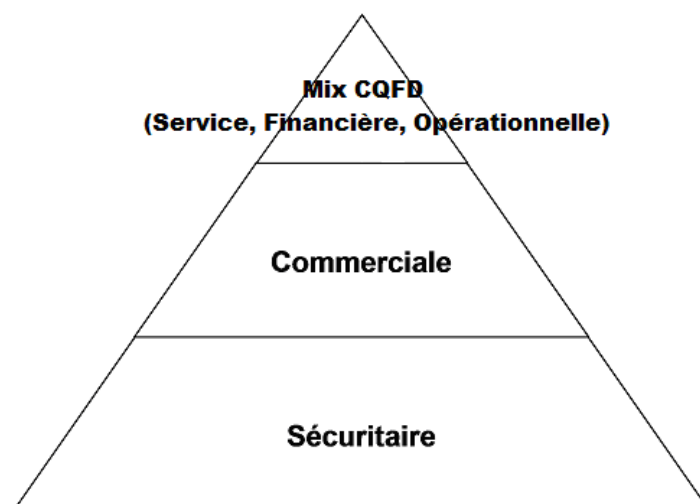 Mix CQFD
(Service, Financière, Opérationnelle)
Commerciale
Sécuritaire